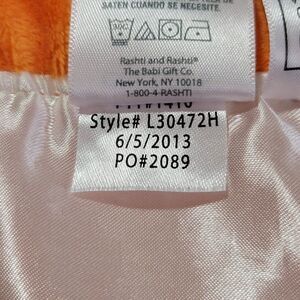 SATEN CUANDO SE NECESITE
Rashti and Rashti®
The Babi Gift Co.
New York, NY 10018
1-800-4-RASHTI
Style# L30472H
6/5/2013
PO#2089